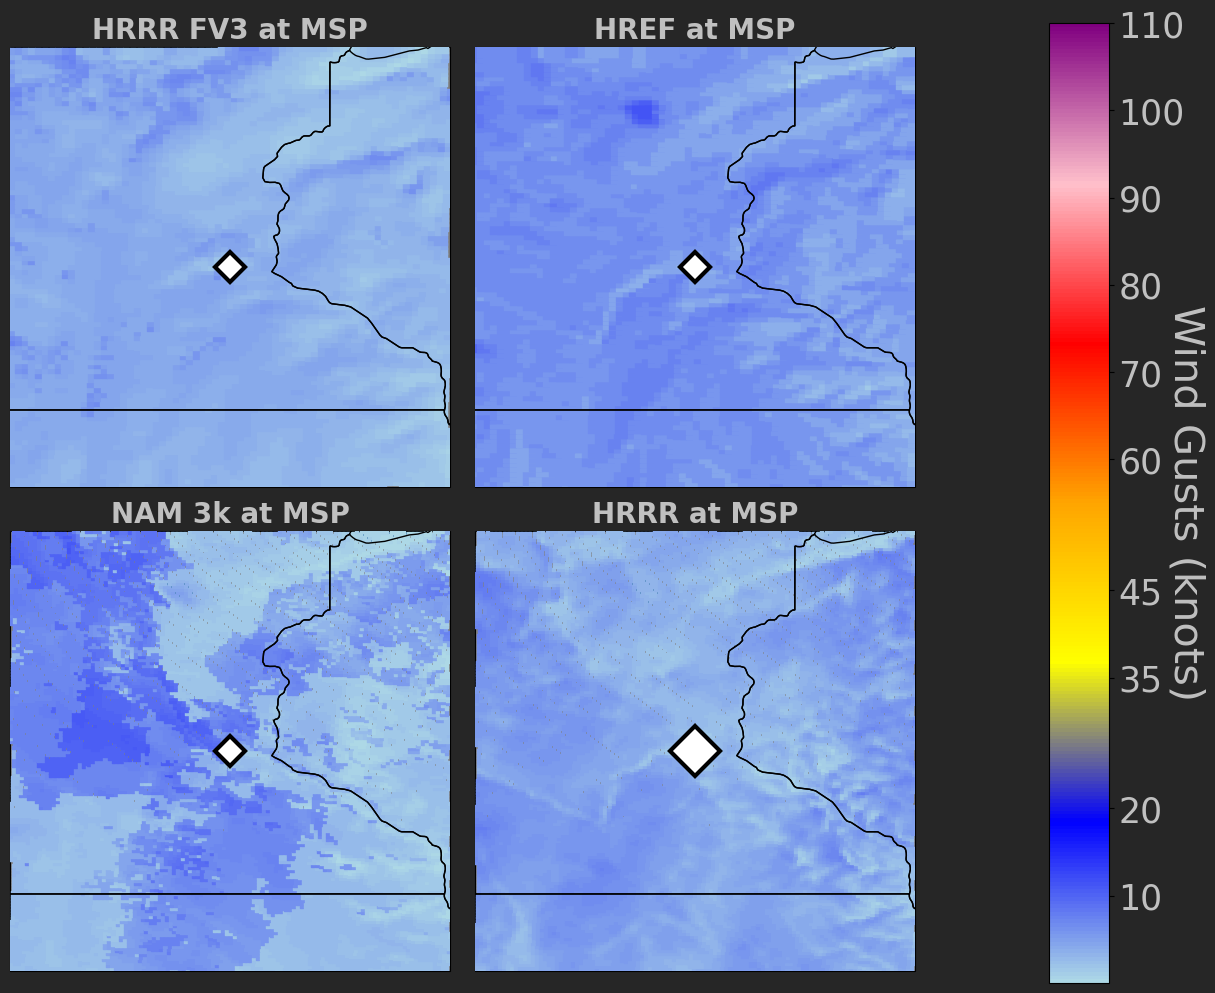 HRRR FV3 at MSP
HREF at MSP
NAM 3k at MSP
HRRR at MSP
110
100
90
80
70
60
45
35
20
10
Wind Gusts (knots)